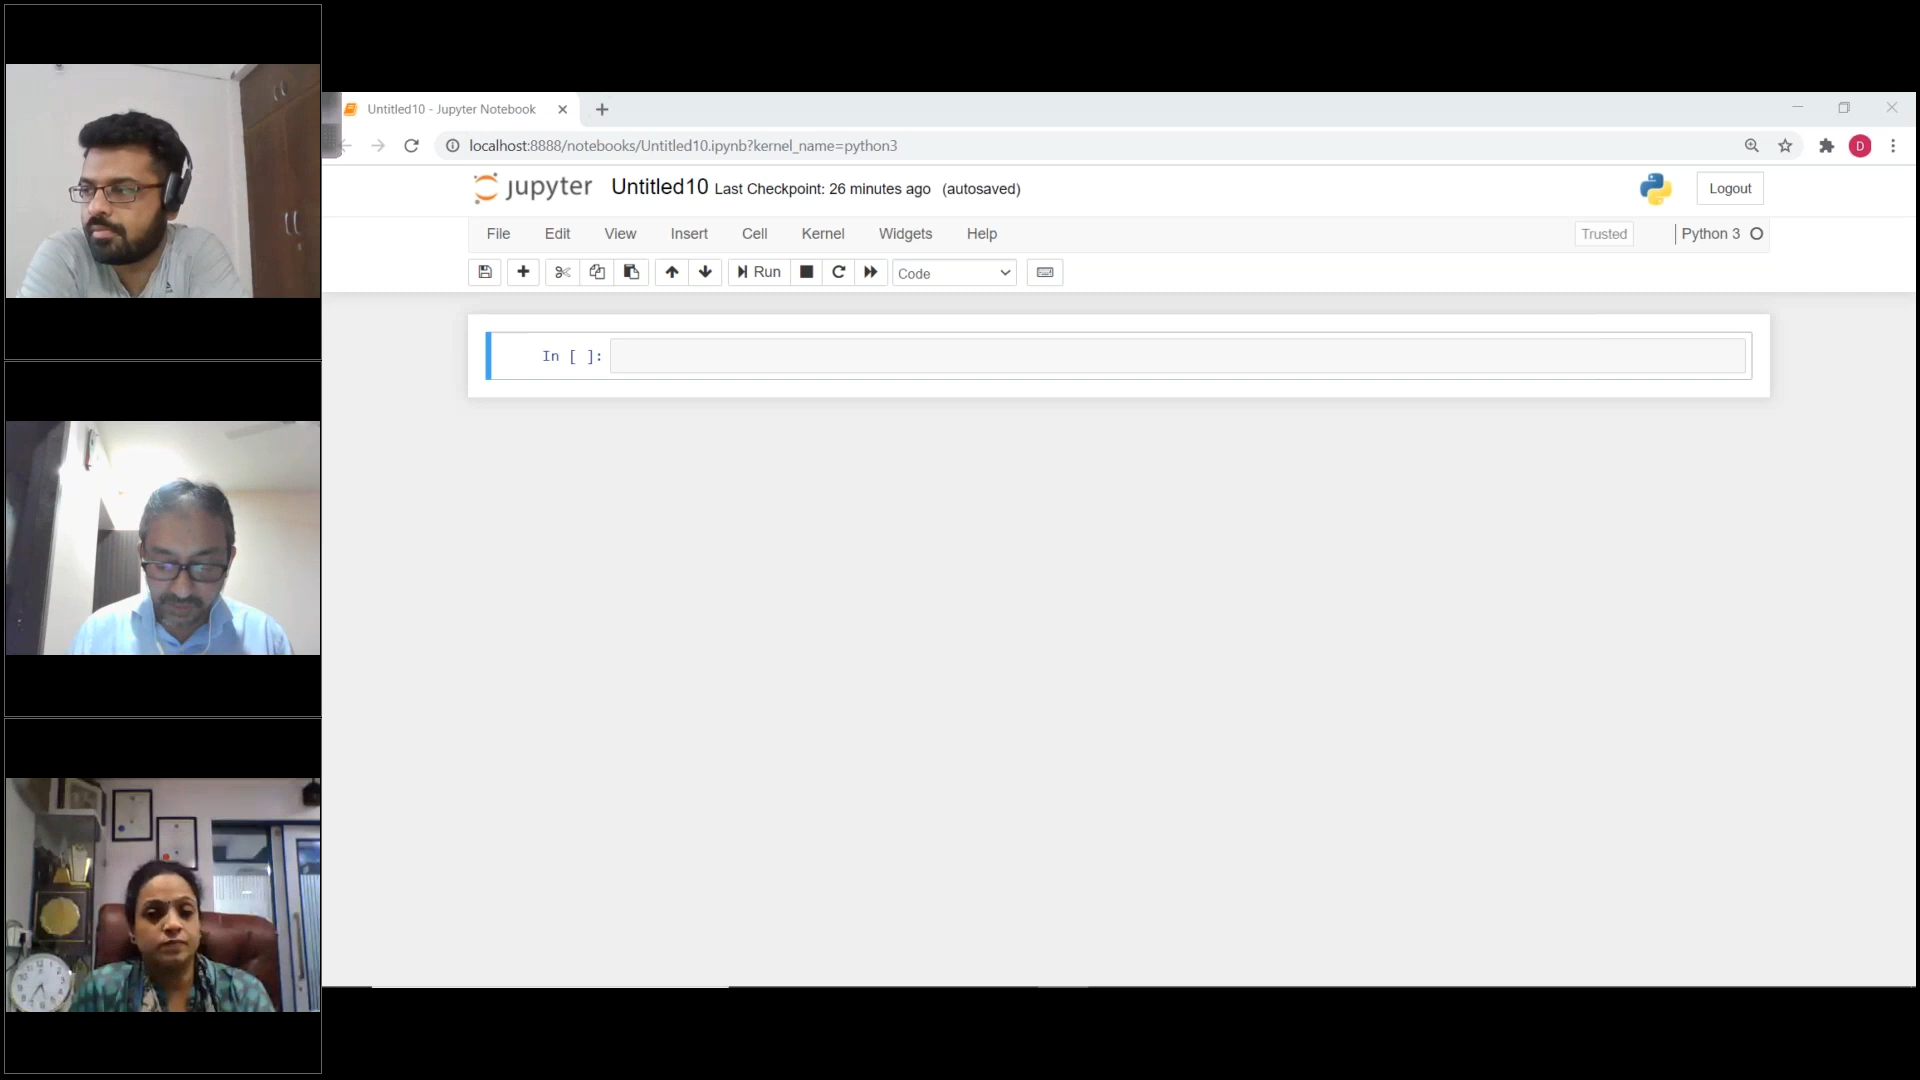 Untitled10 - Jupyter Notebook
localhost:8888/notebooks/Untitled10.ipynb?kernel_name=python3
D
jupyter Untitled10 Last Checkpoint: 26 minutes ago (autosaved)
Logout
File Edit View Insert Cell Kernel Widgets Help
Trusted
Python 3
Run
Code
In [ ]: